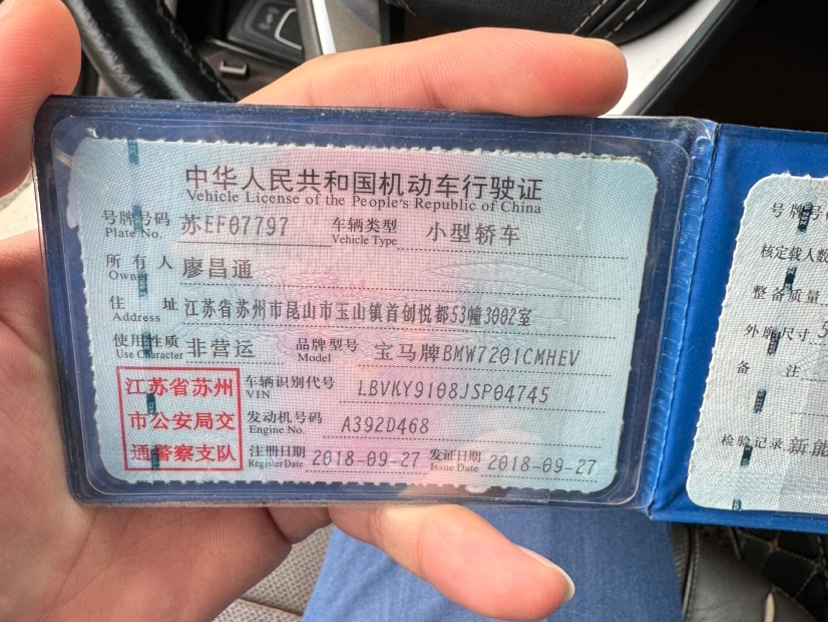 中华人民共和国机动车行驶证
Vehicle License of the People's Republic of China
号牌号码 苏EF07797 车辆类型 小型轿车
Plate No. Vehicle Type
所有人 廖昌通
Owner
住址 江苏省苏州市昆山市玉山镇首创悦都53幢3002室
Address
使用性质 非营运 品牌型号 宝马牌BMW7201CMHEV
Use Character Model
江苏省苏州
市公安局交
通警察支队
车辆识别代号 LBVKY9108JSP04745
VIN
发动机号码 A392D468
Engine No.
注册日期 2018-09-27 发证日期 2018-09-27
Register Date Issue Date
号牌号
核定载人数
整备质量
外廓尺寸 5
备注
检验记录 新能